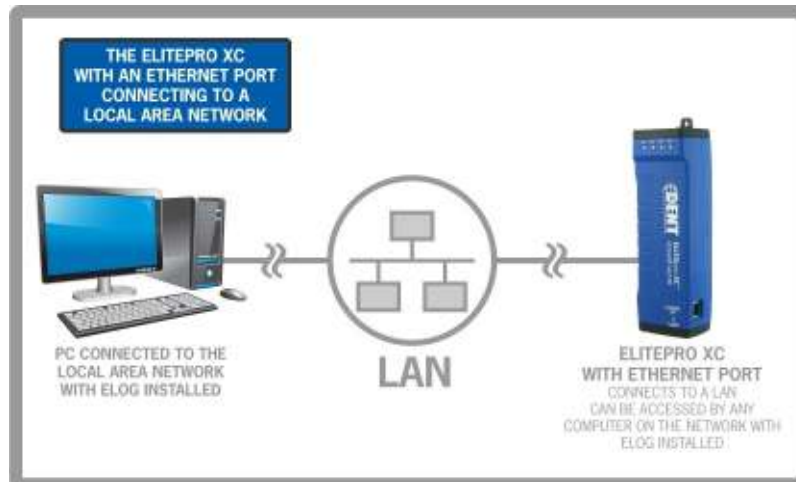 THE ELITEPRO XC
WITH AN ETHERNET PORT
CONNECTING TO A
LOCAL AREA NETWORK
PC CONNECTED TO THE
LOCAL AREA NETWORK
WITH ELOG INSTALLED
LAN
DENT
ELITEPRO XC
WITH ETHERNET PORT
CONNECTS TO A LAN
CAN BE ACCESSED BY ANY
COMPUTER ON THE NETWORK WITH
ELOG INSTALLED